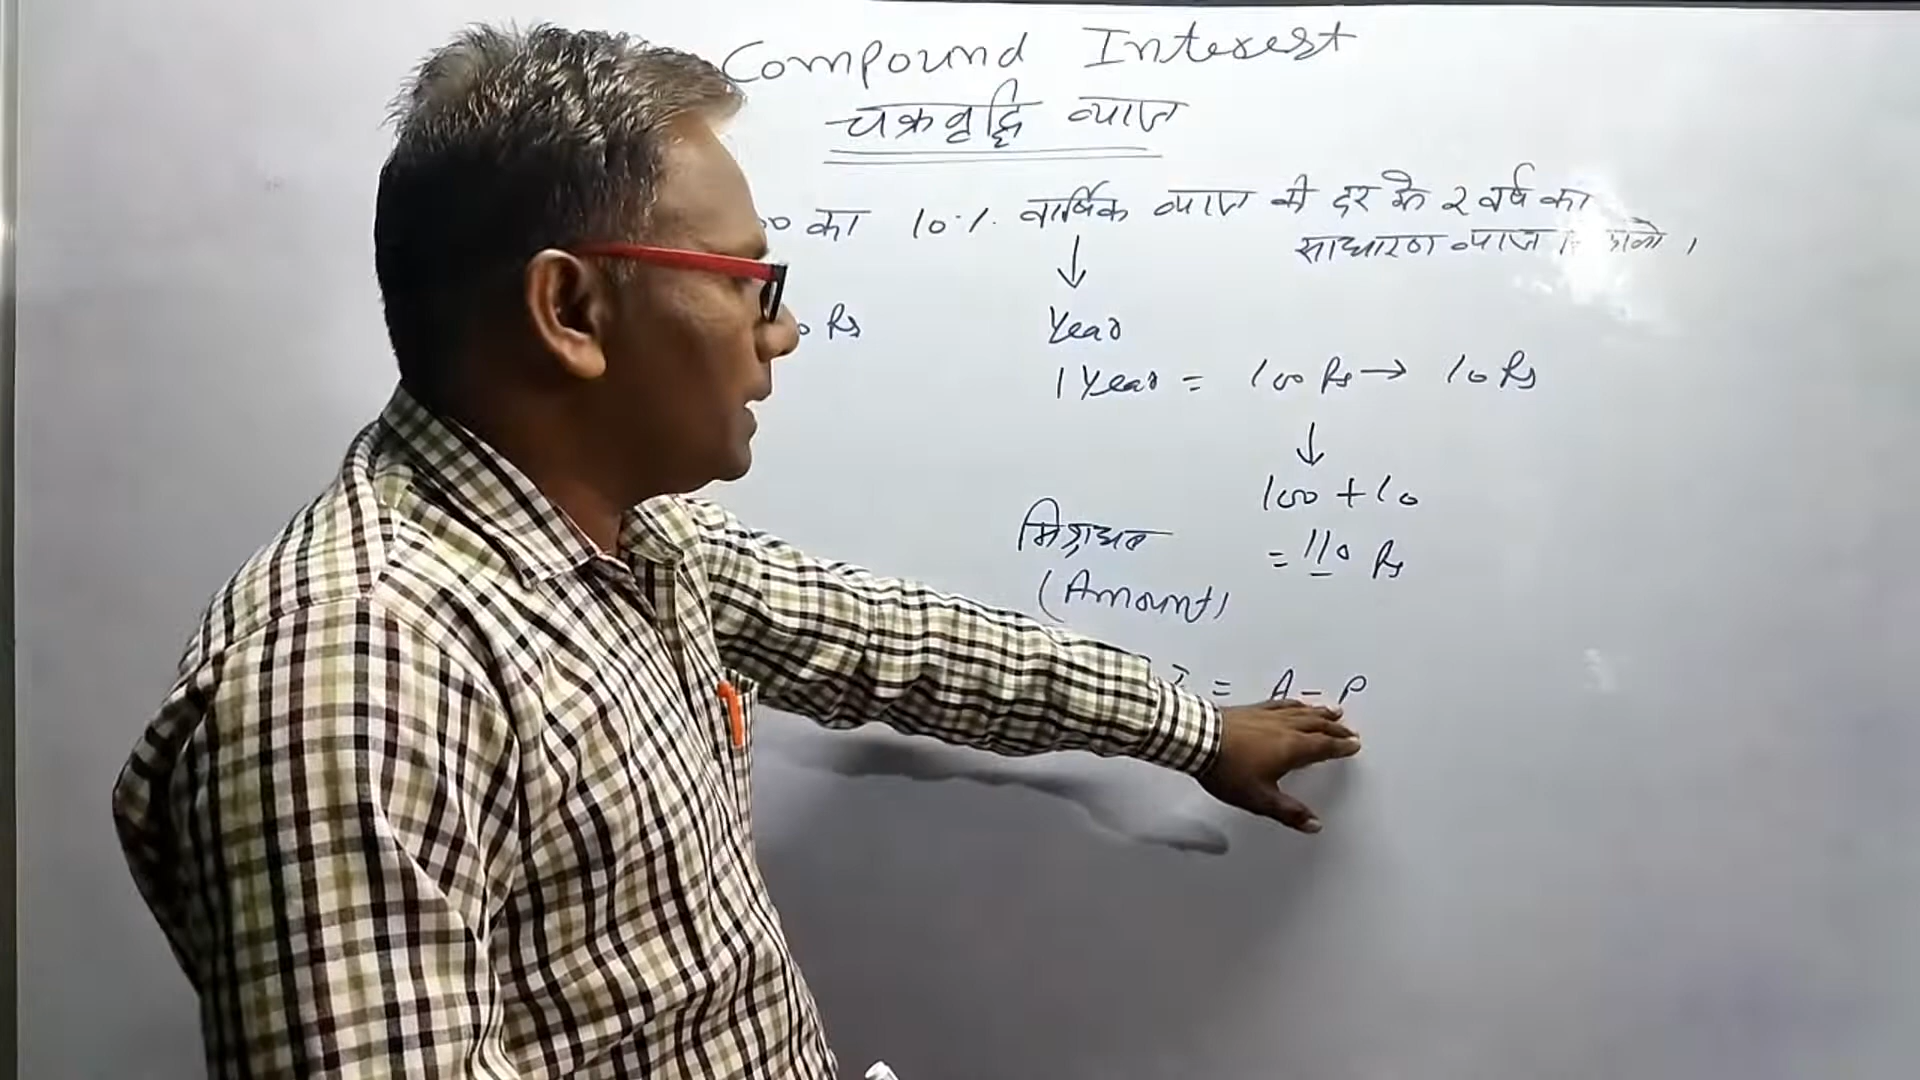 Compound Interest
चक्रवृद्धि ब्याज
का 10% वार्षिक ब्याज की दर से 2 वर्ष का
साधारण ब्याज
Rs
Year
1 Year = 100 Rs → 10 Rs
100 + 10
मिश्रधन = 110 Rs
(Amount)
= A - P